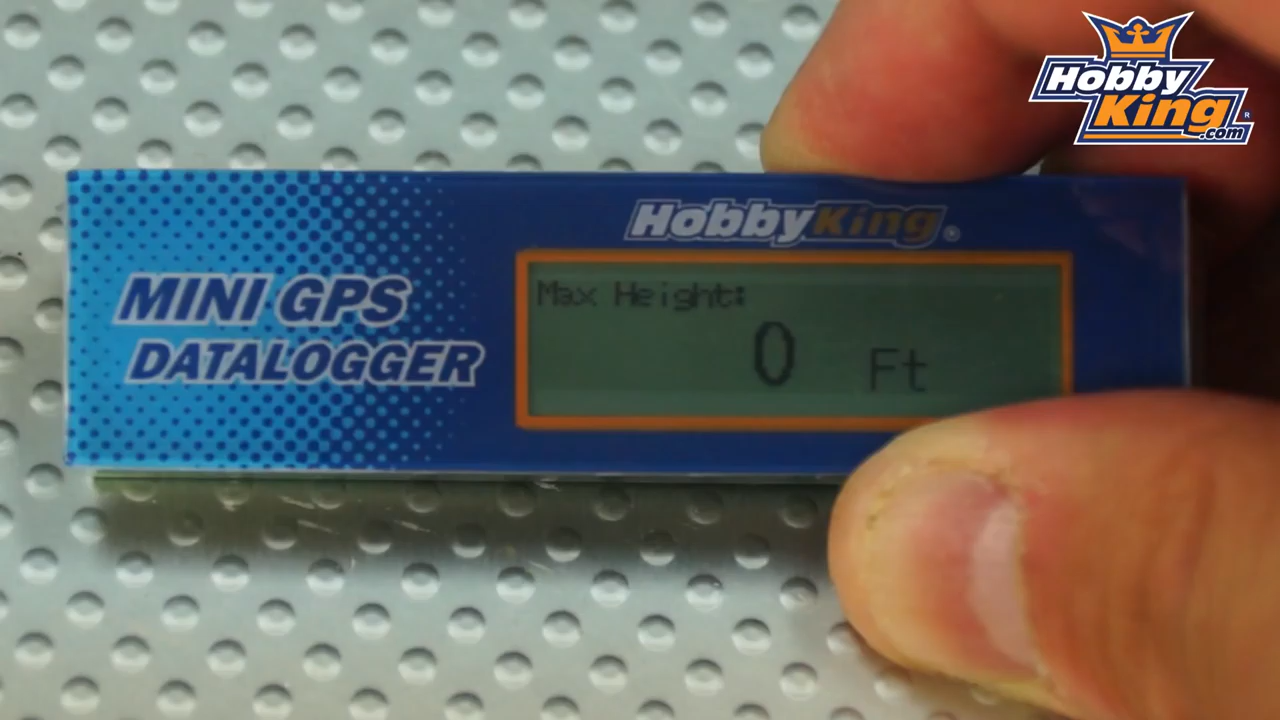 Hobby
King
.com
HobbyKing®
MINI GPS
DATALOGGER
Max Height:
0 Ft